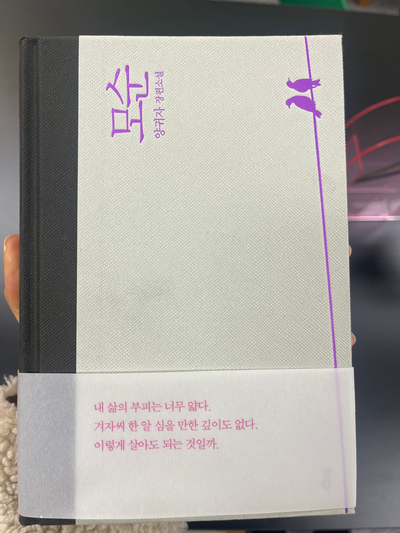 모순
양귀자 장편소설
내 삶의 부피는 너무 얇다.
겨자씨 한 알 심을 만한 깊이도 없다.
이렇게 살아도 되는 것일까.